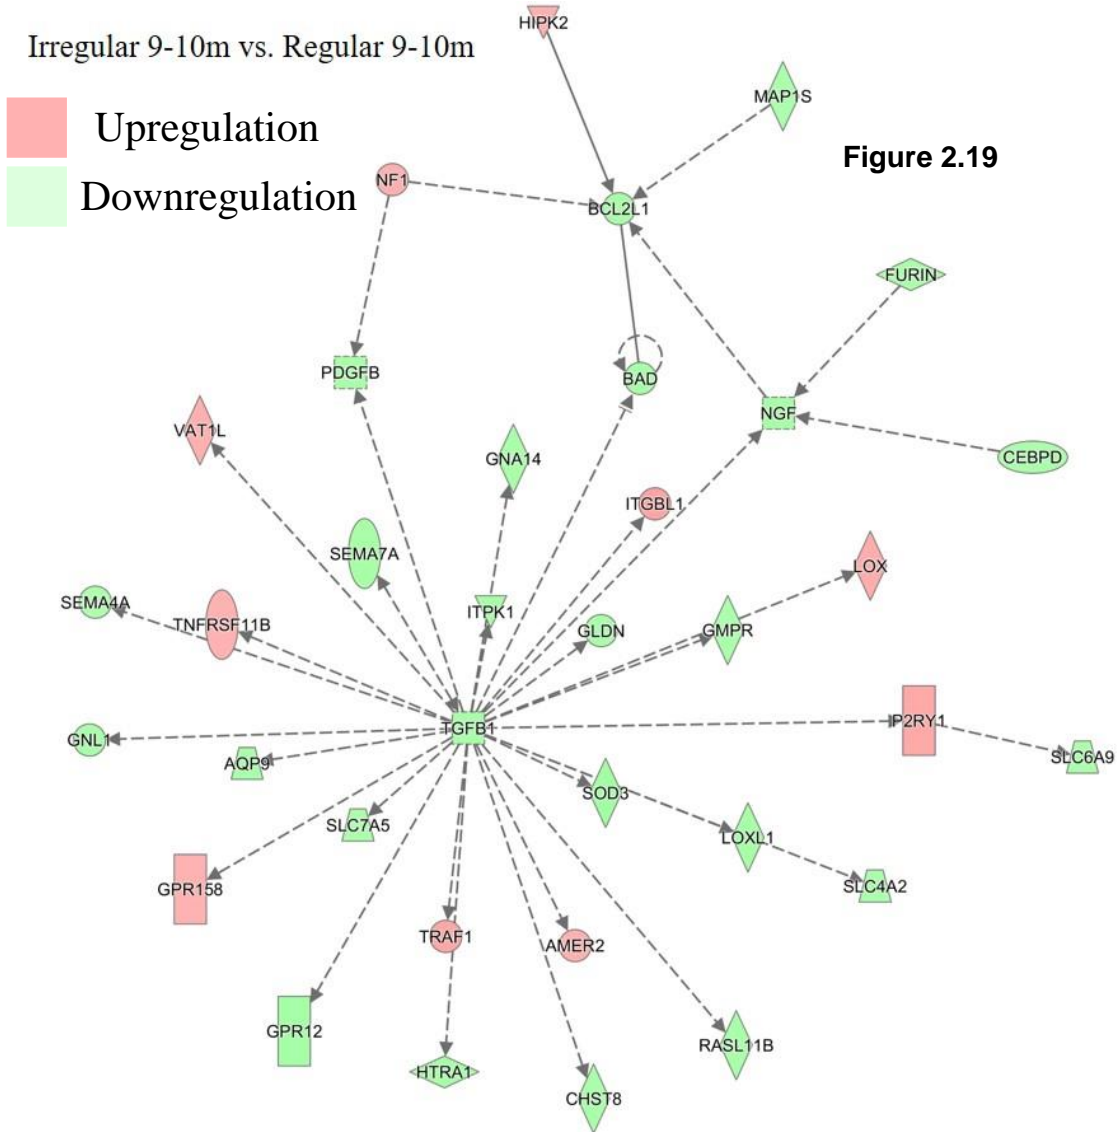 HIPK2
Irregular 9-10m vs. Regular 9-10m
MAP1S
Upregulation
Figure 2.19
NF1
Downregulation
BCL2L1
FURIN
PDGFB
BAD
NGF
VAT1L
GNA14
CEBPD
ITGBL1
SEMA7A
LOX
SEMA4A
TNFRSF11B
ITPK1
GLDN
GMPR
TGFB1
P2RY1
GNL1
AQP9
SLC6A9
SOD3
SLC7A5
LOXL1
GPR158
SLC4A2
TRAF1
AMER2
GPR12
RASL11B
HTRA1
CHST8